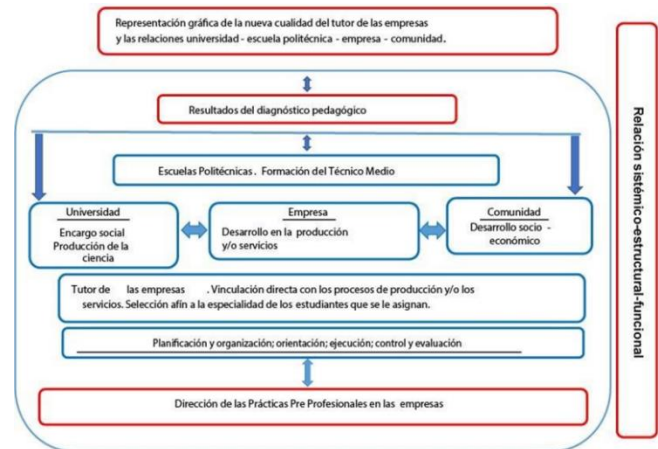 Representación gráfica de la nueva cualidad del tutor de las empresas
y las relaciones universidad - escuela politécnica - empresa - comunidad.
Resultados del diagnóstico pedagógico
Escuelas Politécnicas . Formación del Técnico Medio
Universidad
Encargo social
Producción de la
ciencia
Empresa
Desarrollo en la producción
y/o servicios
Comunidad
Desarrollo socio -
económico
Tutor de las empresas . Vinculación directa con los procesos de producción y/o los
servicios. Selección afín a la especialidad de los estudiantes que se le asignan.
Planificación y organización; orientación; ejecución; control y evaluación
Dirección de las Prácticas Pre Profesionales en las empresas
Relación sistémico-estructural-funcional